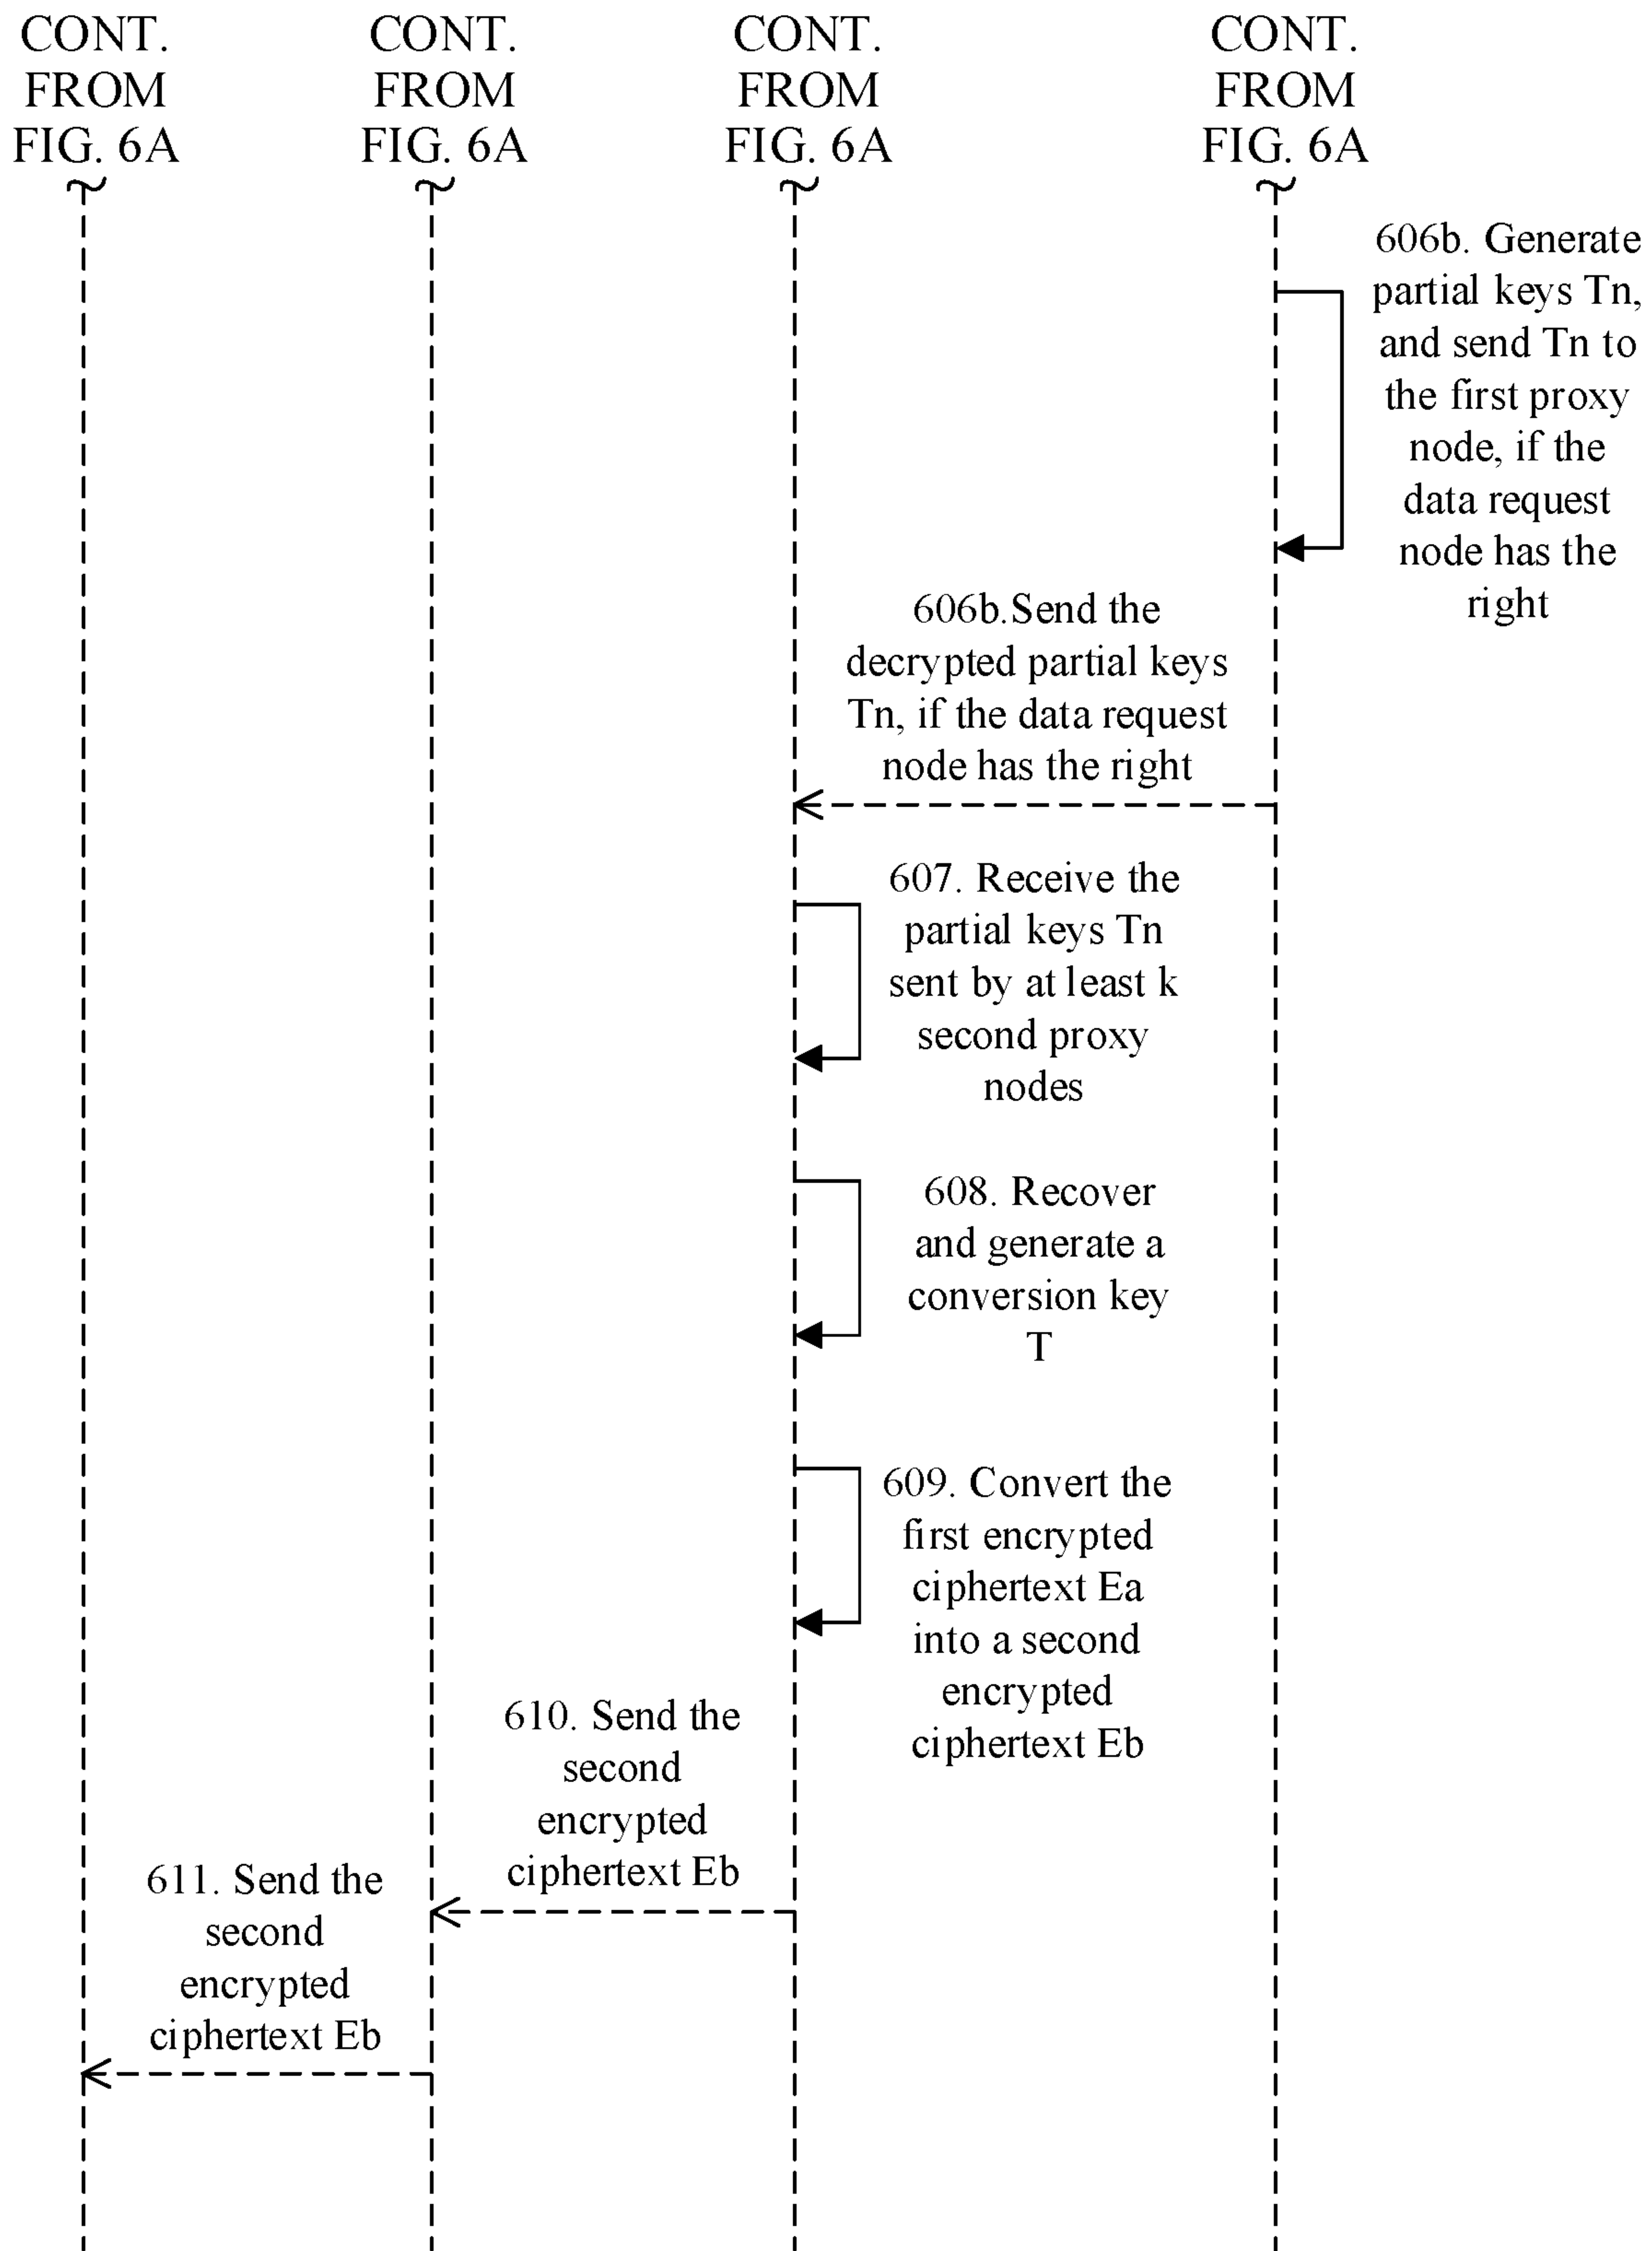 CONT.
FROM
FIG. 6A
CONT.
FROM
FIG. 6A
CONT.
FROM
FIG. 6A
CONT.
FROM
FIG. 6A
606b. Generate
partial keys Tn,
and send Tn to
the first proxy
node, if the
data request
node has the
right
606b.Send the
decrypted partial keys
Tn, if the data request
node has the right
607. Receive the
partial keys Tn
sent by at least k
second proxy
nodes
608. Recover
and generate a
conversion key
T
609. Convert the
first encrypted
ciphertext Ea
into a second
encrypted
ciphertext Eb
610. Send the
second
encrypted
ciphertext Eb
611. Send the
second
encrypted
ciphertext Eb